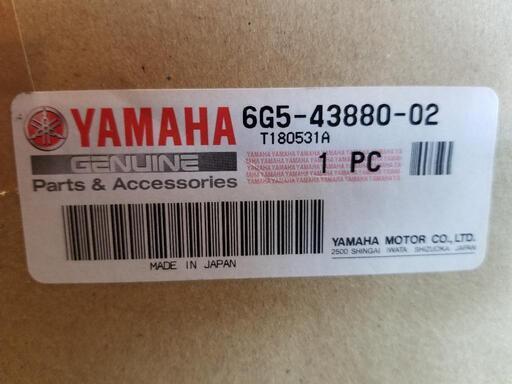 YAMAHA 6G5-43880-02
T180531A
GENUINE
Parts & Accessories
1 PC
MADE IN JAPAN
YAMAHA MOTOR CO., LTD.
2500 SHINGAI IWATA, SHIZUOKA, JAPAN